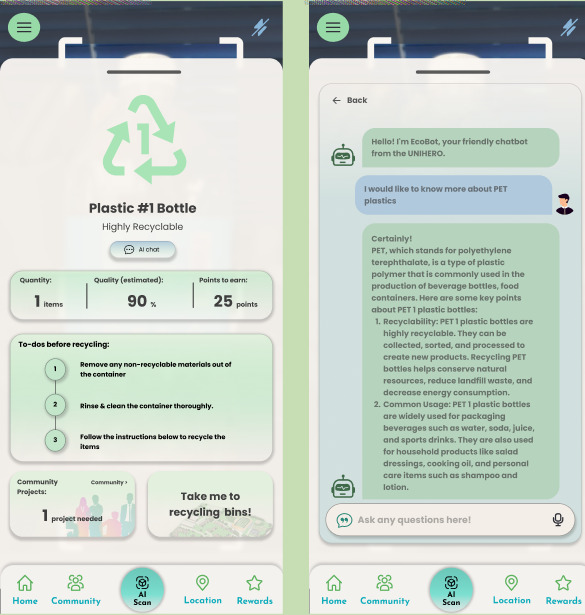 1
Plastic #1 Bottle
Highly Recyclable
AI chat
Quantity:
1 items
Quality (estimated):
90 %
Points to earn:
25 points
To-dos before recycling:
1
Remove any non-recyclable materials out of
the container
2
Rinse & clean the container thoroughly.
3
Follow the instructions below to recycle the
items
Community
Projects:
Community >
1 project needed
Take me to
recycling bins!
Home
Community
AI
Scan
Location
Rewards
← Back
Hello! I'm EcoBot, your friendly chatbot
from the UNIHERO.
I would like to know more about PET
plastics
Certainly!
PET, which stands for polyethylene
terephthalate, is a type of plastic
polymer that is commonly used in the
production of beverage bottles, food
containers. Here are some key points
about PET 1 plastic bottles:
1. Recyclability: PET 1 plastic bottles are
highly recyclable. They can be
collected, sorted, and processed to
create new products. Recycling PET
bottles helps conserve natural
resources, reduce landfill waste, and
decrease energy consumption.
2. Common Usage: PET 1 plastic bottles
are widely used for packaging
beverages such as water, soda, juice,
and sports drinks. They are also used
for household products like salad
dressings, cooking oil, and personal
care items such as shampoo and
lotion.
Ask any questions here!
Home
Community
AI
Scan
Location
Rewards